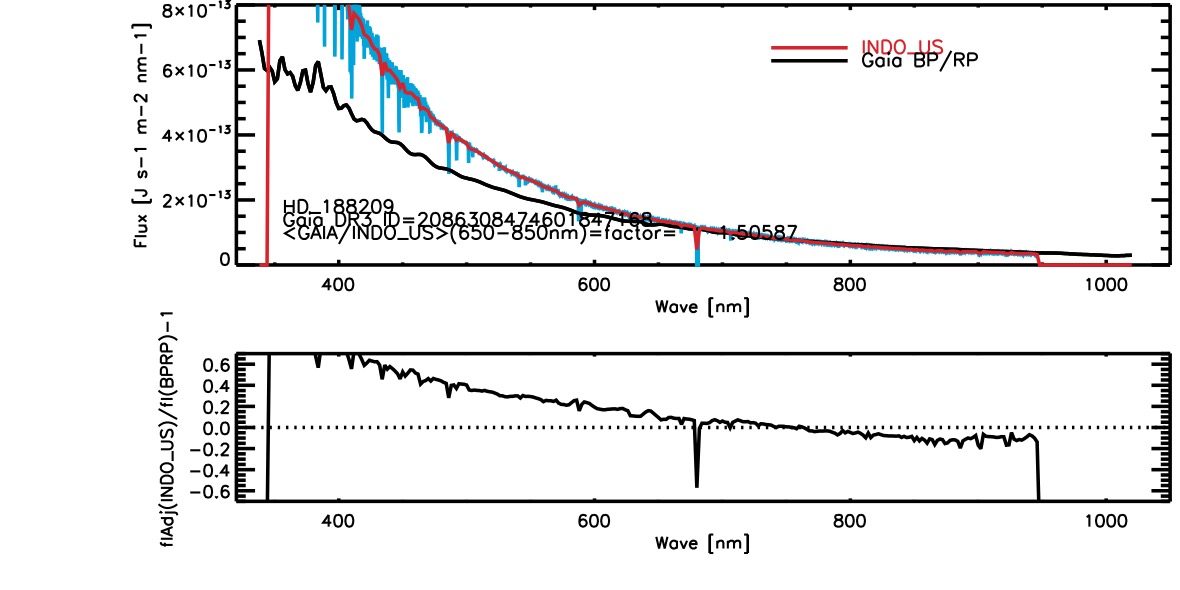 8×10−13
6×10−13
4×10−13
2×10−13
0
Flux [J s−1 m−2 nm−1]
INDO_US
Gaia BP/RP
HD_188209
Gaia DR3 ID=2086308474601847168
<GAIA/INDO_US>(650−850nm)=factor= 1.50587
400 600 800 1000
Wave [nm]
flAdj(INDO_US)/fl(BPRP)−1
0.6
0.4
0.2
0.0
−0.2
−0.4
−0.6
400 600 800 1000
Wave [nm]